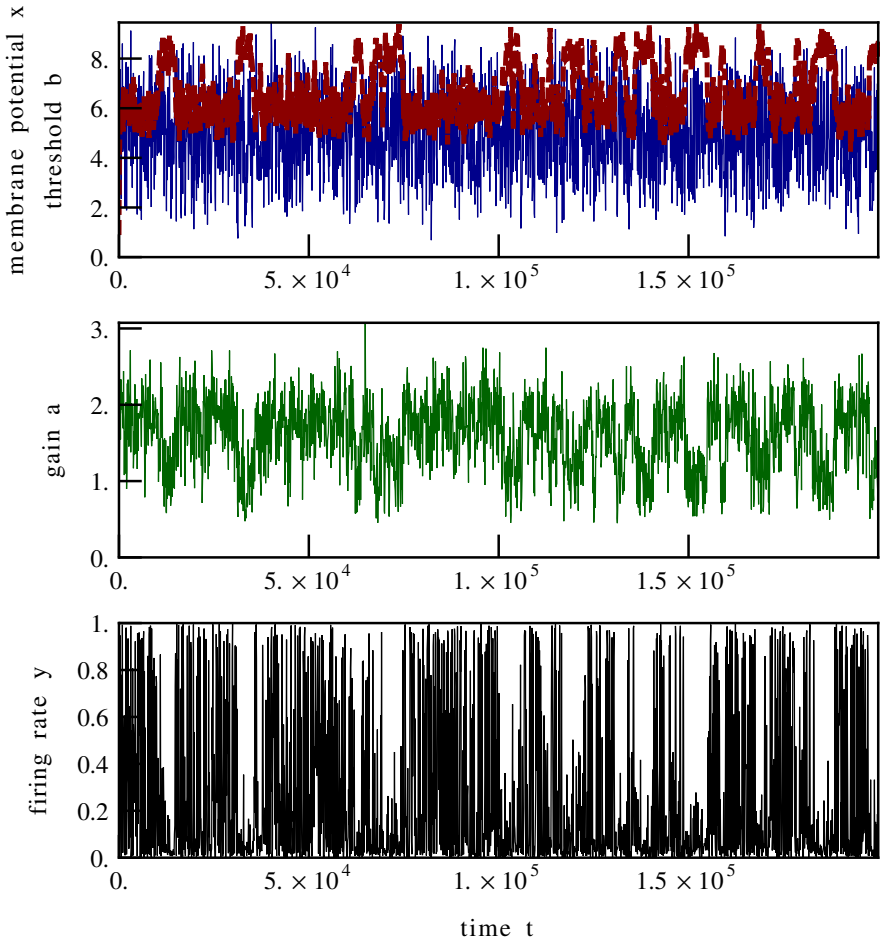 membrane potential x
threshold b
8.
6.
4.
2.
0.
0. 5. × 10^4 1. × 10^5 1.5 × 10^5
gain a
3.
2.
1.
0.
0. 5. × 10^4 1. × 10^5 1.5 × 10^5
firing rate y
1.
0.8
0.6
0.4
0.2
0.
0. 5. × 10^4 1. × 10^5 1.5 × 10^5
time t